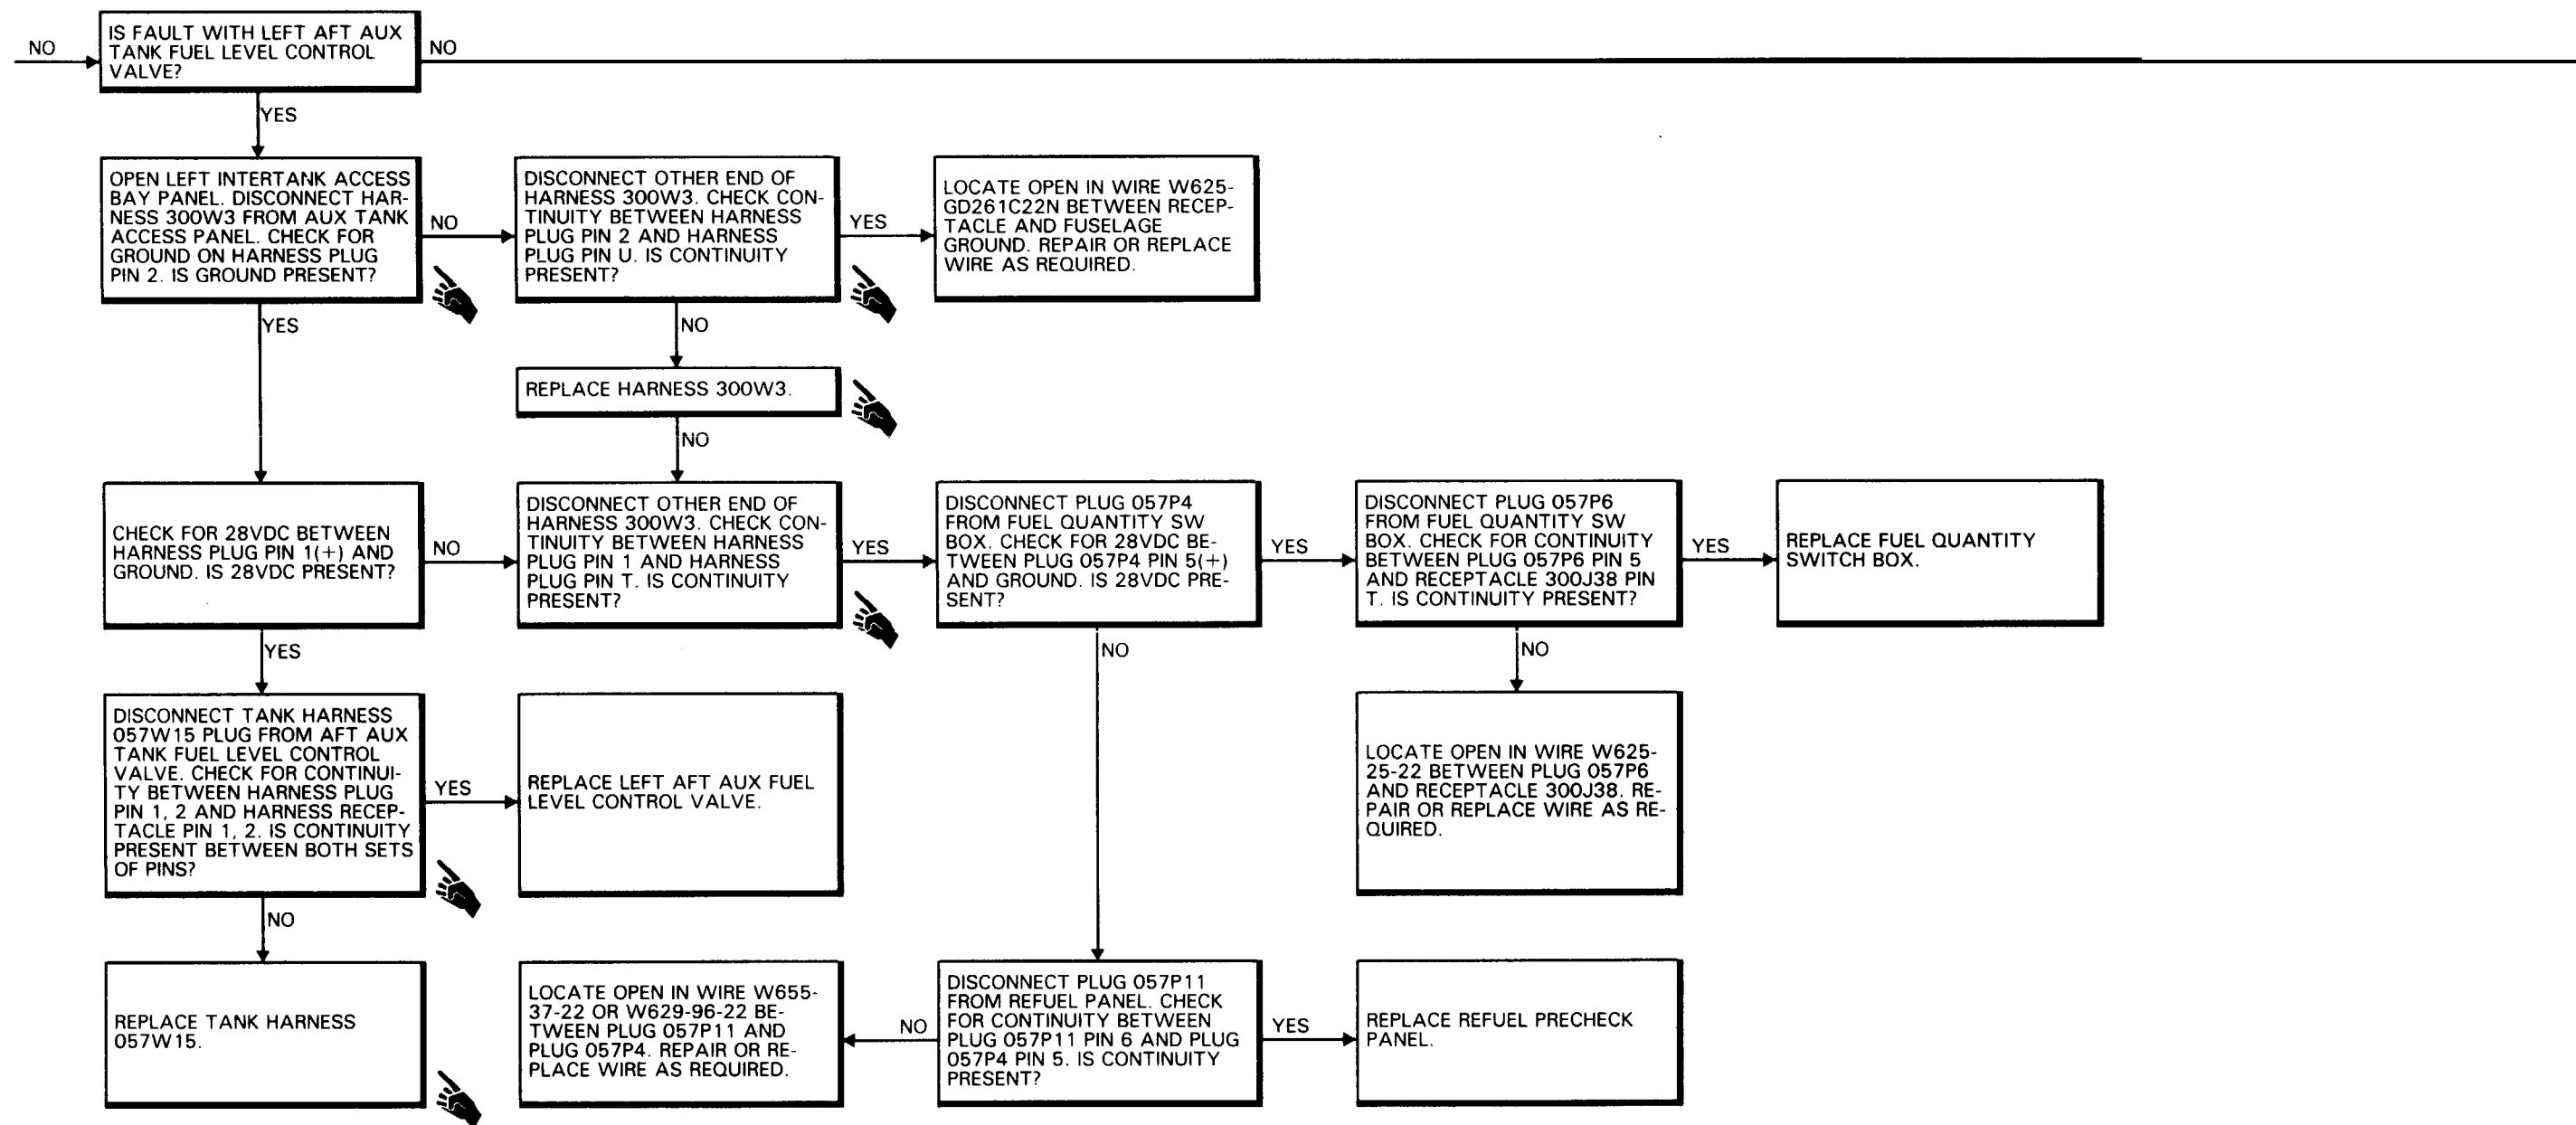 NO
IS FAULT WITH LEFT AFT AUX
TANK FUEL LEVEL CONTROL
VALVE?
NO
YES
OPEN LEFT INTERTANK ACCESS
BAY PANEL. DISCONNECT HAR-
NESS 300W3 FROM AUX TANK
ACCESS PANEL. CHECK FOR
GROUND ON HARNESS PLUG
PIN 2. IS GROUND PRESENT?
NO
DISCONNECT OTHER END OF
HARNESS 300W3. CHECK CON-
TINUITY BETWEEN HARNESS
PLUG PIN 2 AND HARNESS
PLUG PIN U. IS CONTINUITY
PRESENT?
YES
LOCATE OPEN IN WIRE W625-
GD261C22N BETWEEN RECEP-
TACLE AND FUSELAGE
GROUND. REPAIR OR REPLACE
WIRE AS REQUIRED.
YES
NO
REPLACE HARNESS 300W3.
NO
CHECK FOR 28VDC BETWEEN
HARNESS PLUG PIN 1(+) AND
GROUND. IS 28VDC PRESENT?
NO
DISCONNECT OTHER END OF
HARNESS 300W3. CHECK CON-
TINUITY BETWEEN HARNESS
PLUG PIN 1 AND HARNESS
PLUG PIN T. IS CONTINUITY
PRESENT?
YES
DISCONNECT PLUG 057P4
FROM FUEL QUANTITY SW
BOX. CHECK FOR 28VDC BE-
TWEEN PLUG 057P4 PIN 5(+)
AND GROUND. IS 28VDC PRE-
SENT?
YES
DISCONNECT PLUG 057P6
FROM FUEL QUANTITY SW
BOX. CHECK FOR CONTINUITY
BETWEEN PLUG 057P6 PIN 5
AND RECEPTACLE 300J38 PIN
T. IS CONTINUITY PRESENT?
YES
REPLACE FUEL QUANTITY
SWITCH BOX.
YES
NO
NO
DISCONNECT TANK HARNESS
057W15 PLUG FROM AFT AUX
TANK FUEL LEVEL CONTROL
VALVE. CHECK FOR CONTINUI-
TY BETWEEN HARNESS PLUG
PIN 1, 2 AND HARNESS RECEP-
TACLE PIN 1, 2. IS CONTINUITY
PRESENT BETWEEN BOTH SETS
OF PINS?
YES
REPLACE LEFT AFT AUX FUEL
LEVEL CONTROL VALVE.
LOCATE OPEN IN WIRE W625-
25-22 BETWEEN PLUG 057P6
AND RECEPTACLE 300J38. RE-
PAIR OR REPLACE WIRE AS RE-
QUIRED.
NO
REPLACE TANK HARNESS
057W15.
LOCATE OPEN IN WIRE W655-
37-22 OR W629-96-22 BE-
TWEEN PLUG 057P11 AND
PLUG 057P4. REPAIR OR RE-
PLACE WIRE AS REQUIRED.
NO
DISCONNECT PLUG 057P11
FROM REFUEL PANEL. CHECK
FOR CONTINUITY BETWEEN
PLUG 057P11 PIN 6 AND PLUG
057P4 PIN 5. IS CONTINUITY
PRESENT?
YES
REPLACE REFUEL PRECHECK
PANEL.